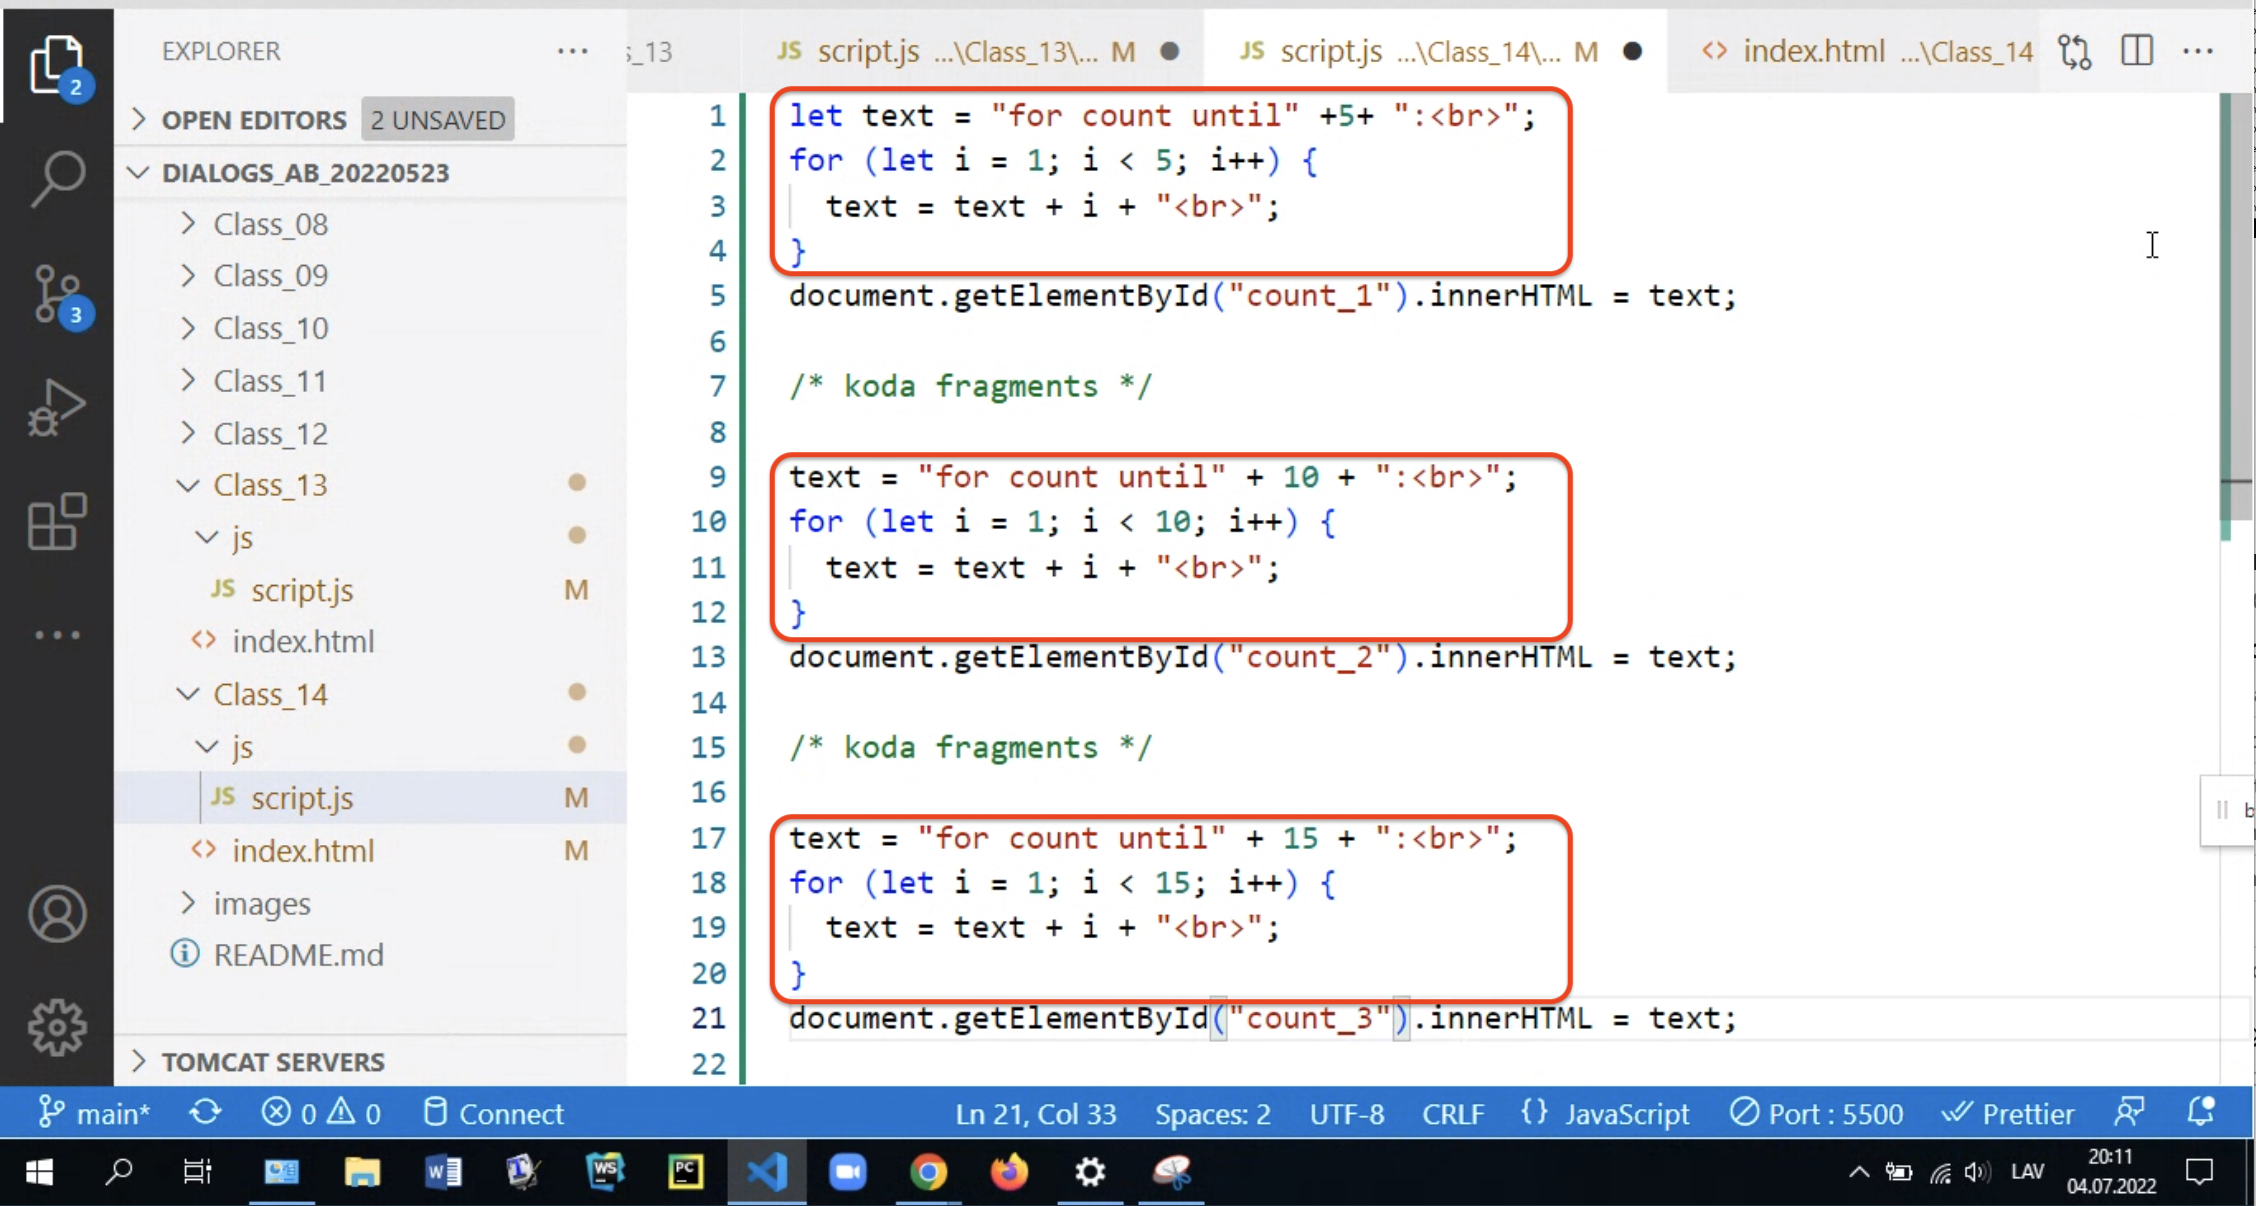 EXPLORER
OPEN EDITORS 2 UNSAVED
DIALOGS_AB_20220523
Class_08
Class_09
Class_10
Class_11
Class_12
Class_13
js
JS script.js M
index.html
Class_14
js
JS script.js M
index.html M
images
README.md
TOMCAT SERVERS
2
3
_13
JS script.js ...\Class_13\... M
JS script.js ...\Class_14\... M
index.html ...\Class_14
1 let text = "for count until" +5+ ":<br>";
2 for (let i = 1; i < 5; i++) {
3 text = text + i + "<br>";
4 }
5 document.getElementById("count_1").innerHTML = text;
6
7 /* koda fragments */
8
9 text = "for count until" + 10 + ":<br>";
10 for (let i = 1; i < 10; i++) {
11 text = text + i + "<br>";
12 }
13 document.getElementById("count_2").innerHTML = text;
14
15 /* koda fragments */
16
17 text = "for count until" + 15 + ":<br>";
18 for (let i = 1; i < 15; i++) {
19 text = text + i + "<br>";
20 }
21 document.getElementById("count_3").innerHTML = text;
22
main* 0 0 Connect Ln 21, Col 33 Spaces: 2 UTF-8 CRLF {} JavaScript Port : 5500 Prettier
W WS PC LAV
20:11
04.07.2022